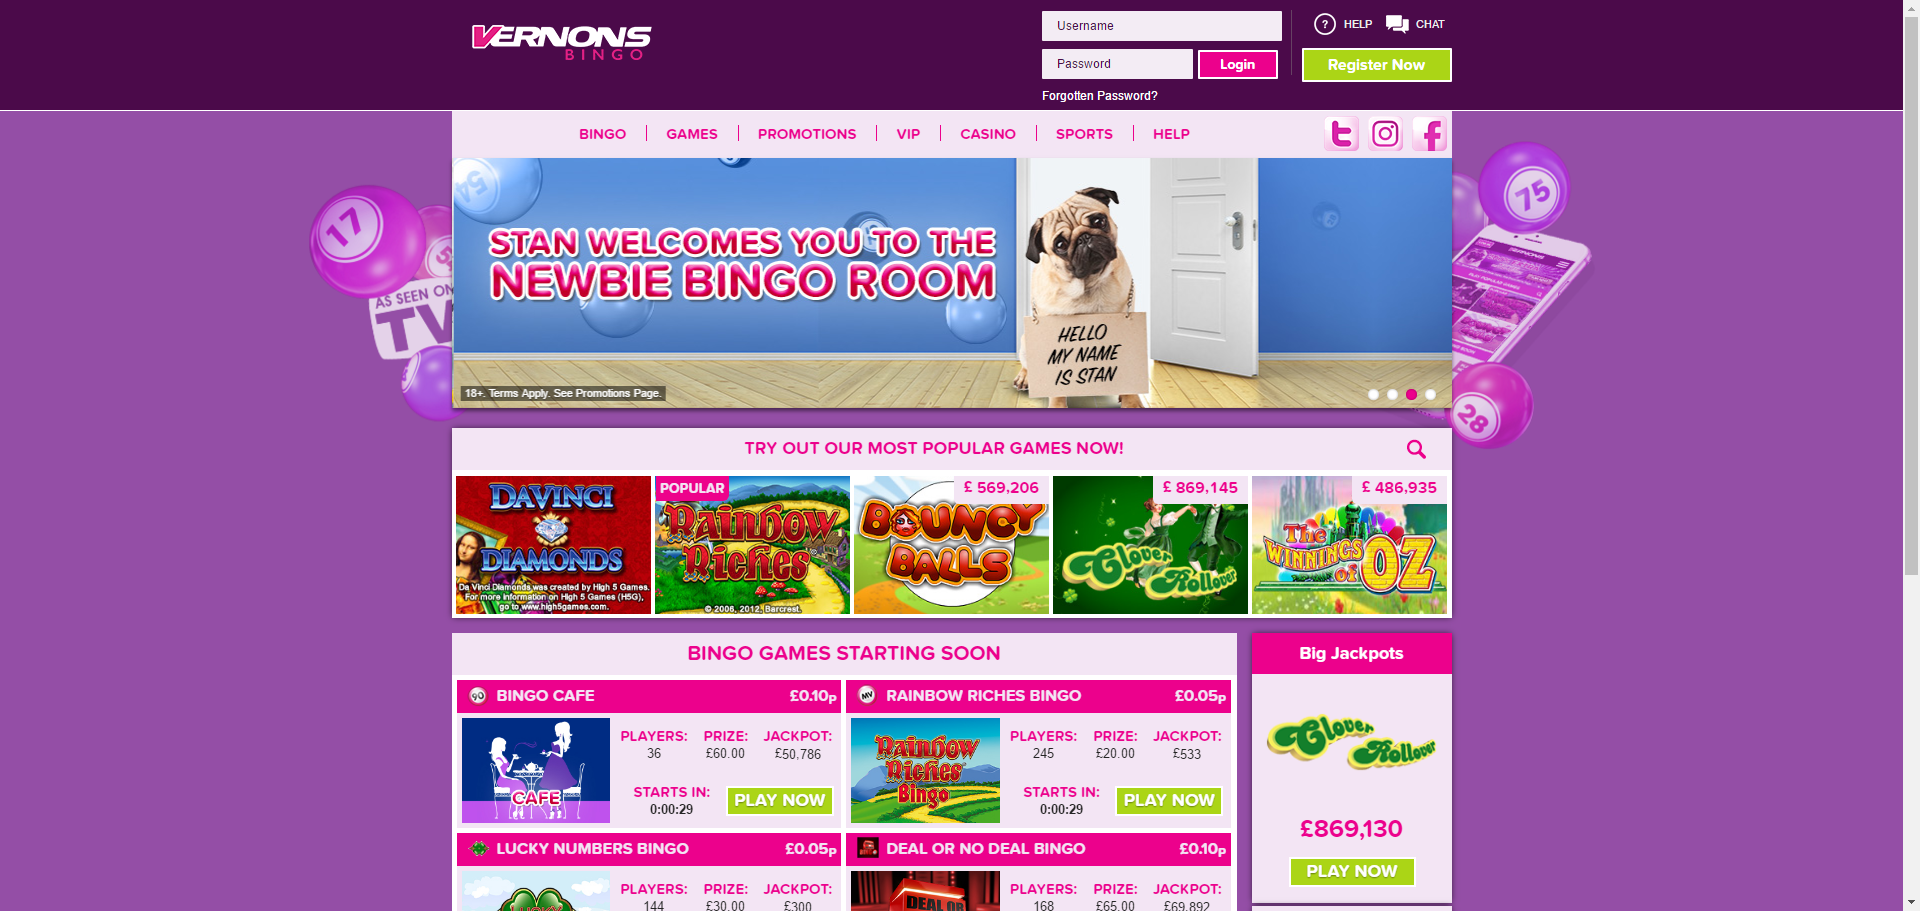 VERNONS
BINGO
Username
Password
Login
Forgotten Password?
? HELP
CHAT
Register Now
BINGO
GAMES
PROMOTIONS
VIP
CASINO
SPORTS
HELP
17
AS SEEN ON
TV
54
STAN WELCOMES YOU TO THE
NEWBIE BINGO ROOM
HELLO
MY NAME
IS STAN
18+. Terms Apply. See Promotions Page.
75
28
TRY OUT OUR MOST POPULAR GAMES NOW!
DAVINCI
DIAMONDS
Da Vinci Diamonds was created by High 5 Games.
For more information on High 5 Games (H5G),
go to www.high5games.com.
POPULAR
Rainbow
Riches
© 2006, 2012, Barcrest.
£ 569,206
BOUNCY
BALLS
£ 869,145
Clover
Rollover
£ 486,935
The
WINNINGS
of OZ
BINGO GAMES STARTING SOON
90 BINGO CAFE £0.10p
CAFE
PLAYERS: PRIZE: JACKPOT:
36 £60.00 £50,786
STARTS IN:
0:00:29
PLAY NOW
MV RAINBOW RICHES BINGO £0.05p
Rainbow
Riches
Bingo
PLAYERS: PRIZE: JACKPOT:
245 £20.00 £533
STARTS IN:
0:00:29
PLAY NOW
LUCKY NUMBERS BINGO £0.05p
LUCKY
PLAYERS: PRIZE: JACKPOT:
144 £30.00 £300
DEAL OR NO DEAL BINGO £0.10p
DEAL OR
PLAYERS: PRIZE: JACKPOT:
168 £65.00 £69,892
Big Jackpots
Clover
Rollover
£869,130
PLAY NOW